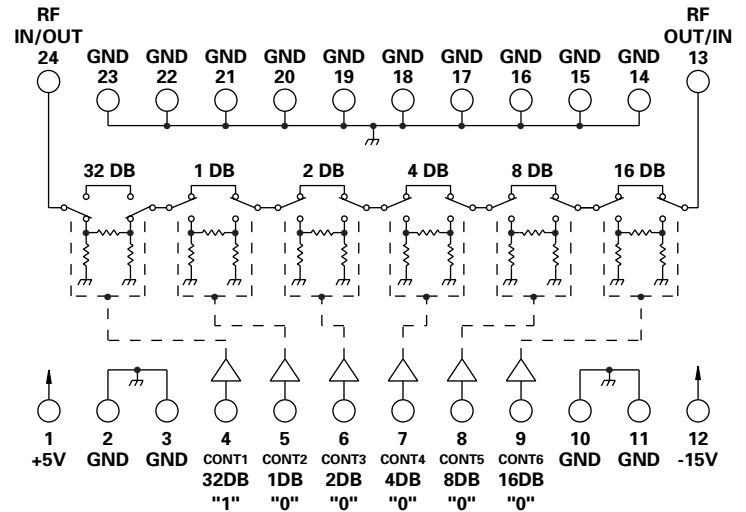 RF RF
IN/OUT OUT/IN
24 GND GND GND GND GND GND GND GND GND GND 13
23 22 21 20 19 18 17 16 15 14
32 DB 1 DB 2 DB 4 DB 8 DB 16 DB
1 2 3 4 5 6 7 8 9 10 11 12
+5V GND GND CONT1 CONT2 CONT3 CONT4 CONT5 CONT6 GND GND -15V
32DB 1DB 2DB 4DB 8DB 16DB
"1" "0" "0" "0" "0" "0"